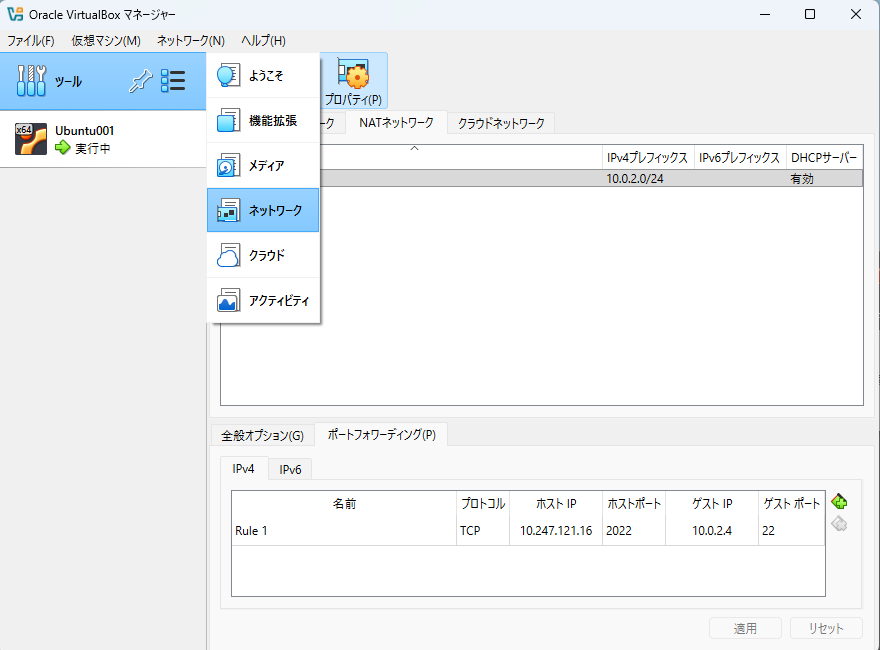 Oracle VirtualBox マネージャー
ファイル(F) 仮想マシン(M) ネットワーク(N) ヘルプ(H)
ツール
x64
Ubuntu001
実行中
ようこそ
機能拡張
メディア
ネットワーク
クラウド
アクティビティ
プロパティ(P)
ーク NATネットワーク クラウドネットワーク
IPv4プレフィックス IPv6プレフィックス DHCPサーバー
10.0.2.0/24 有効
全般オプション(G) ポートフォワーディング(P)
IPv4 IPv6
名前 プロトコル ホスト IP ホストポート ゲスト IP ゲスト ポート
Rule 1 TCP 10.247.121.16 2022 10.0.2.4 22
適用 リセット